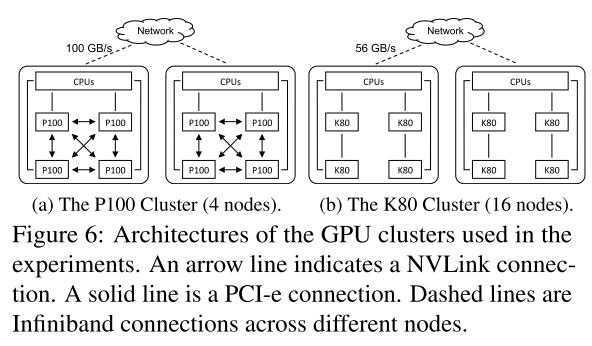 Network
Network
100 GB/s
56 GB/s
CPUs
CPUs
CPUs
CPUs
P100
P100
P100
P100
K80
K80
K80
K80
P100
P100
P100
P100
K80
K80
K80
K80
(a) The P100 Cluster (4 nodes).
(b) The K80 Cluster (16 nodes).
Figure 6: Architectures of the GPU clusters used in the
experiments. An arrow line indicates a NVLink connec-
tion. A solid line is a PCI-e connection. Dashed lines are
Infiniband connections across different nodes.